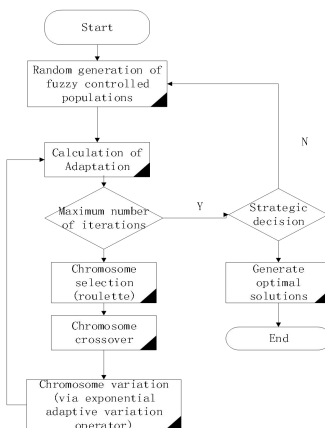 Start
Random generation of
fuzzy controlled
populations
N
Calculation of
Adaptation
Maximum number
of iterations
Y
Strategic
decision
Chromosome
selection
(roulette)
Generate
optimal
solutions
Chromosome
crossover
End
Chromosome variation
(via exponential
adaptive variation
operator)